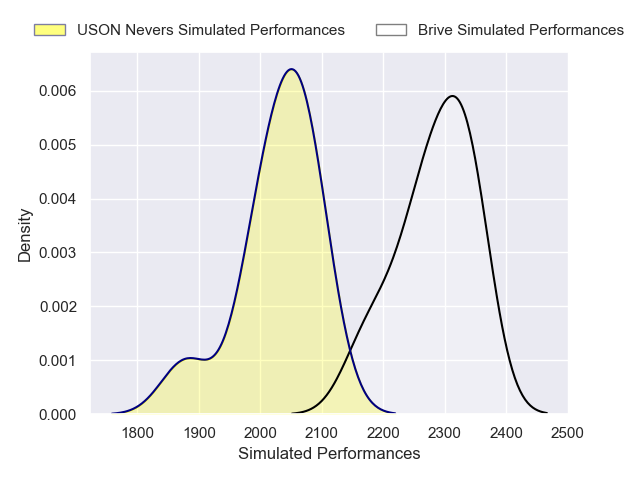 USON Nevers Simulated Performances Brive Simulated Performances
0.006
0.005
0.004
0.003
0.002
0.001
0.000
Density
1800 1900 2000 2100 2200 2300 2400 2500
Simulated Performances